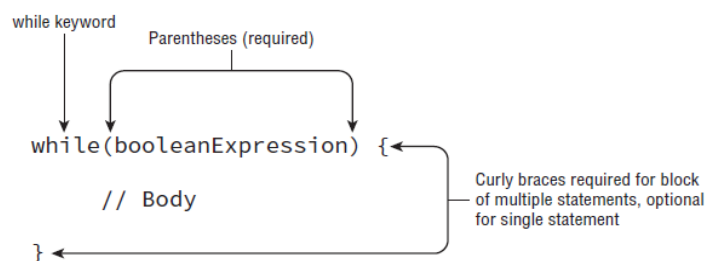 while keyword
Parentheses (required)
while(booleanExpression) {
// Body
Curly braces required for block
of multiple statements, optional
for single statement
}